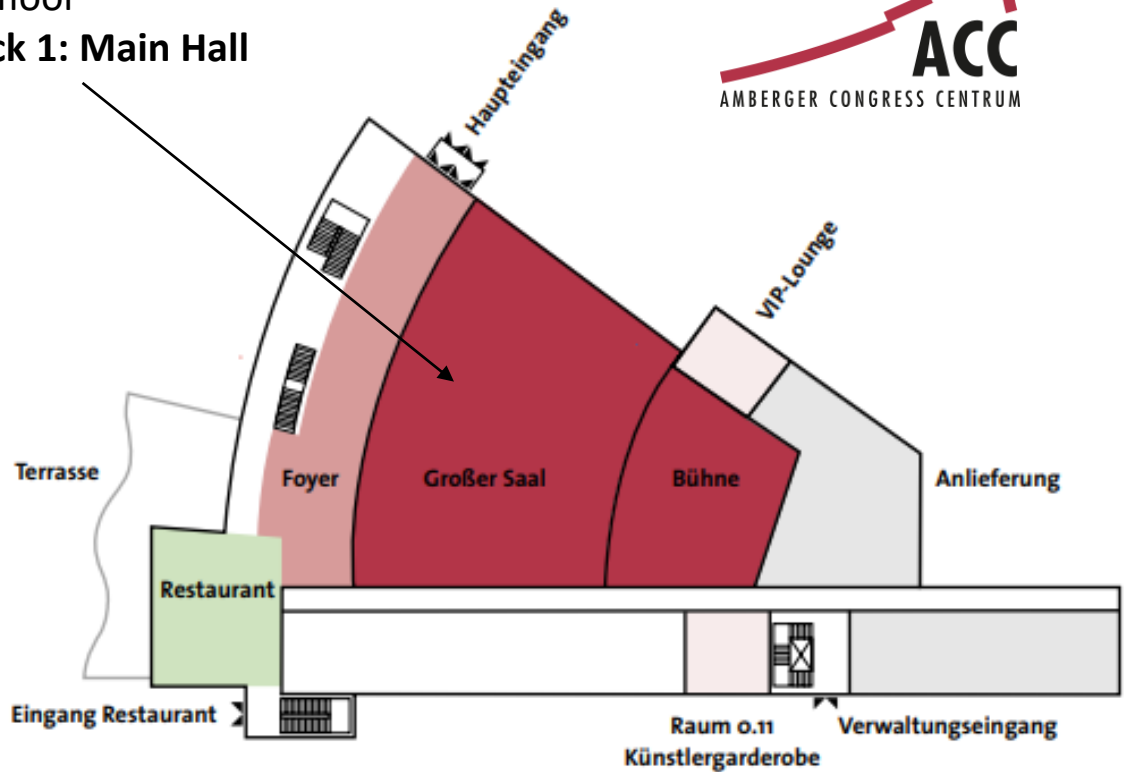 1: Main Hall
ACC
AMBERGER CONGRESS CENTRUM
Haupteingang
VIP-Lounge
Terrasse
Foyer
Großer Saal
Bühne
Anlieferung
Restaurant
Eingang Restaurant
Raum 0.11
Künstlergarderobe
Verwaltungseingang